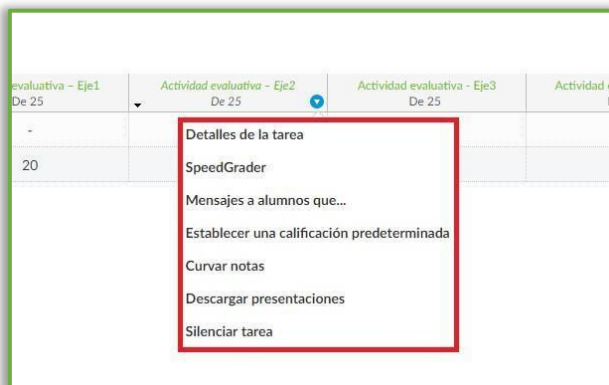 evaluativa – Eje1
De 25
Actividad evaluativa – Eje2
De 25
Actividad evaluativa - Eje3
De 25
Actividad
-
20
Detalles de la tarea
SpeedGrader
Mensajes a alumnos que...
Establecer una calificación predeterminada
Curvar notas
Descargar presentaciones
Silenciar tarea